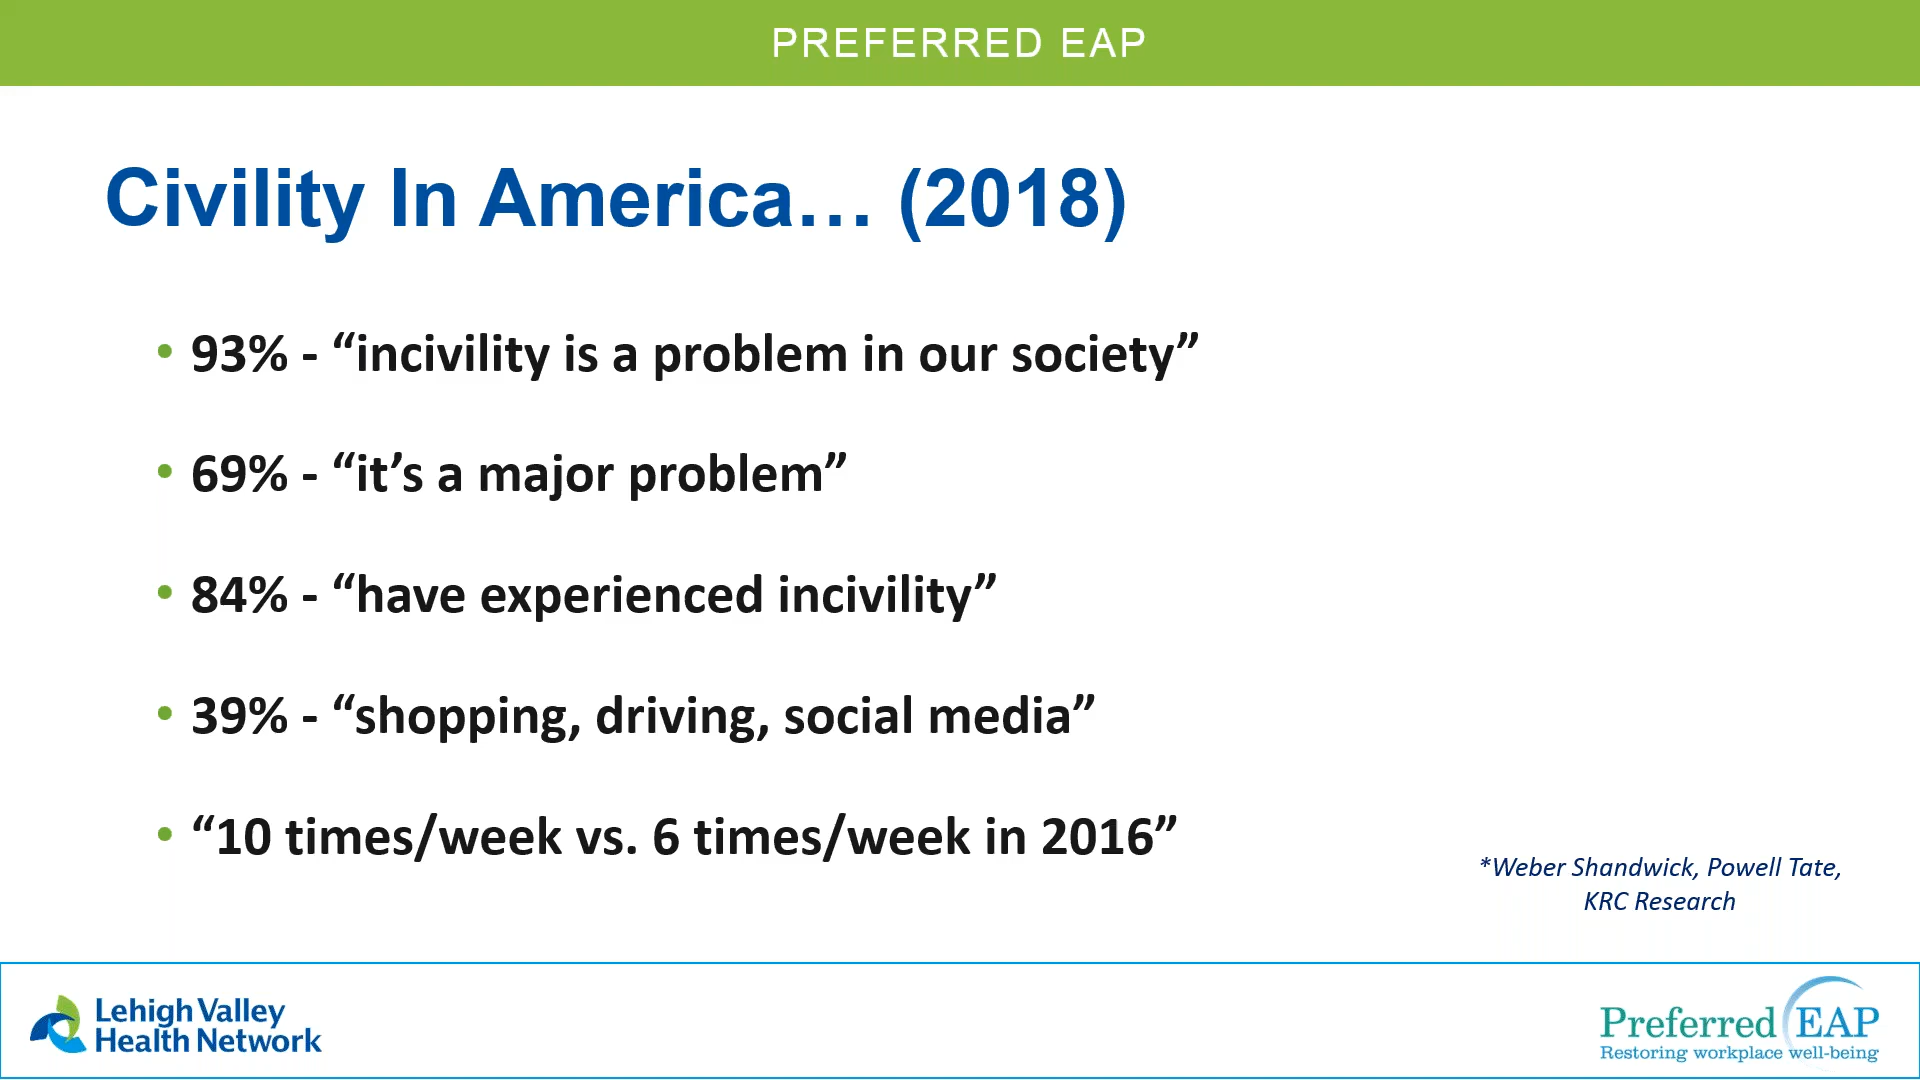 PREFERRED EAP
Civility In America… (2018)
• 93% - “incivility is a problem in our society”
• 69% - “it’s a major problem”
• 84% - “have experienced incivility”
• 39% - “shopping, driving, social media”
• “10 times/week vs. 6 times/week in 2016”
*Weber Shandwick, Powell Tate,
KRC Research
Lehigh Valley
Health Network
Preferred EAP
Restoring workplace well-being